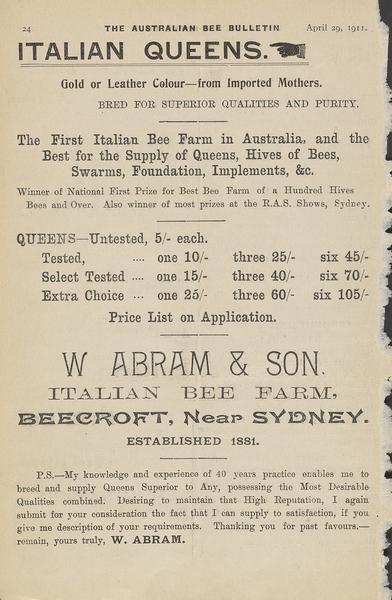 24 THE AUSTRALIAN BEE BULLETIN April 29, 1911.
ITALIAN QUEENS.
Gold or Leather Colour—from Imported Mothers.
BRED FOR SUPERIOR QUALITIES AND PURITY.
The First Italian Bee Farm in Australia, and the
Best for the Supply of Queens, Hives of Bees,
Swarms, Foundation, Implements, &c.
Winner of National First Prize for Best Bee Farm of a Hundred Hives
Bees and Over. Also winner of most prizes at the R.A.S. Shows, Sydney.
QUEENS—Untested, 5/- each.
Tested, .... one 10/- three 25/- six 45/-
Select Tested .... one 15/- three 40/- six 70/-
Extra Choice ... one 25/- three 60/- six 105/-
Price List on Application.
W ABRAM & SON.
ITALIAN BEE FARM,
BEECROFT, Near SYDNEY.
ESTABLISHED 1881.
P.S.—My knowledge and experience of 40 years practice enables me to
breed and supply Queens Superior to Any, possessing the Most Desirable
Qualities combined. Desiring to maintain that High Reputation, I again
submit for your consideration the fact that I can supply to satisfaction, if you
give me description of your requirements. Thanking you for past favours,—
remain, yours truly, W. ABRAM.